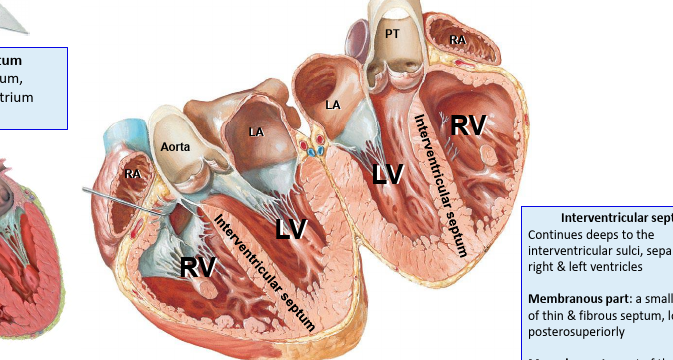 tum
um,
trium
PT
RA
LA
Interventricular septum
RV
LV
Aorta
LA
RA
LV
Interventricular septum
RV
Interventricular sept
Continues deeps to the
interventricular sulci, sepa
right & left ventricles
Membranous part: a small
of thin & fibrous septum, lo
posterosuperiorly